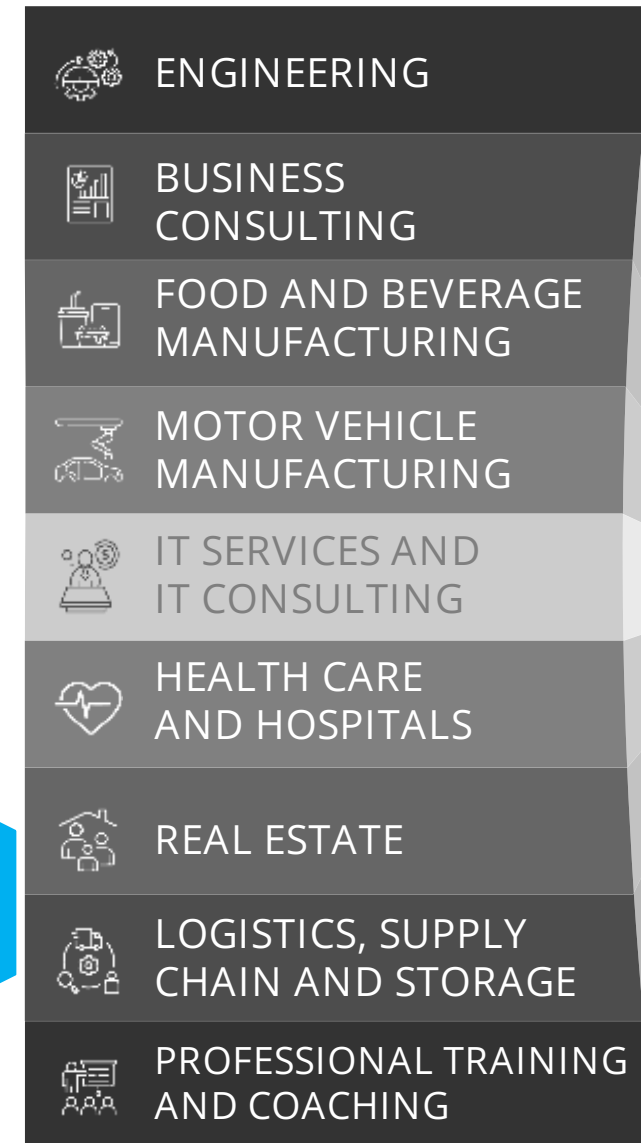 ENGINEERING
BUSINESS
CONSULTING
FOOD AND BEVERAGE
MANUFACTURING
MOTOR VEHICLE
MANUFACTURING
IT SERVICES AND
IT CONSULTING
HEALTH CARE
AND HOSPITALS
REAL ESTATE
LOGISTICS, SUPPLY
CHAIN AND STORAGE
PROFESSIONAL TRAINING
AND COACHING